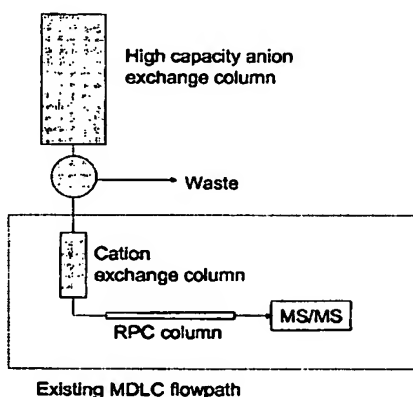 High capacity anion
exchange column
Waste
Cation
exchange column
RPC column
MS/MS
Existing MDLC flowpath